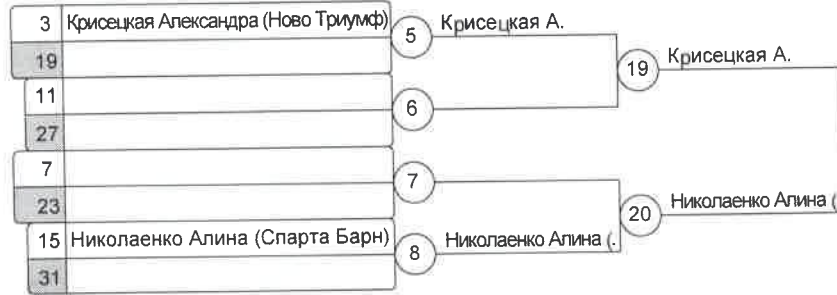 3 Крисецкая Александра (Ново Триумф)
5 Крисецкая А.
19
19 Крисецкая А.
11
6
27
7
7
23
20 Николаенко Алина (
15 Николаенко Алина (Спарта Барн)
8 Николаенко Алина (.
31